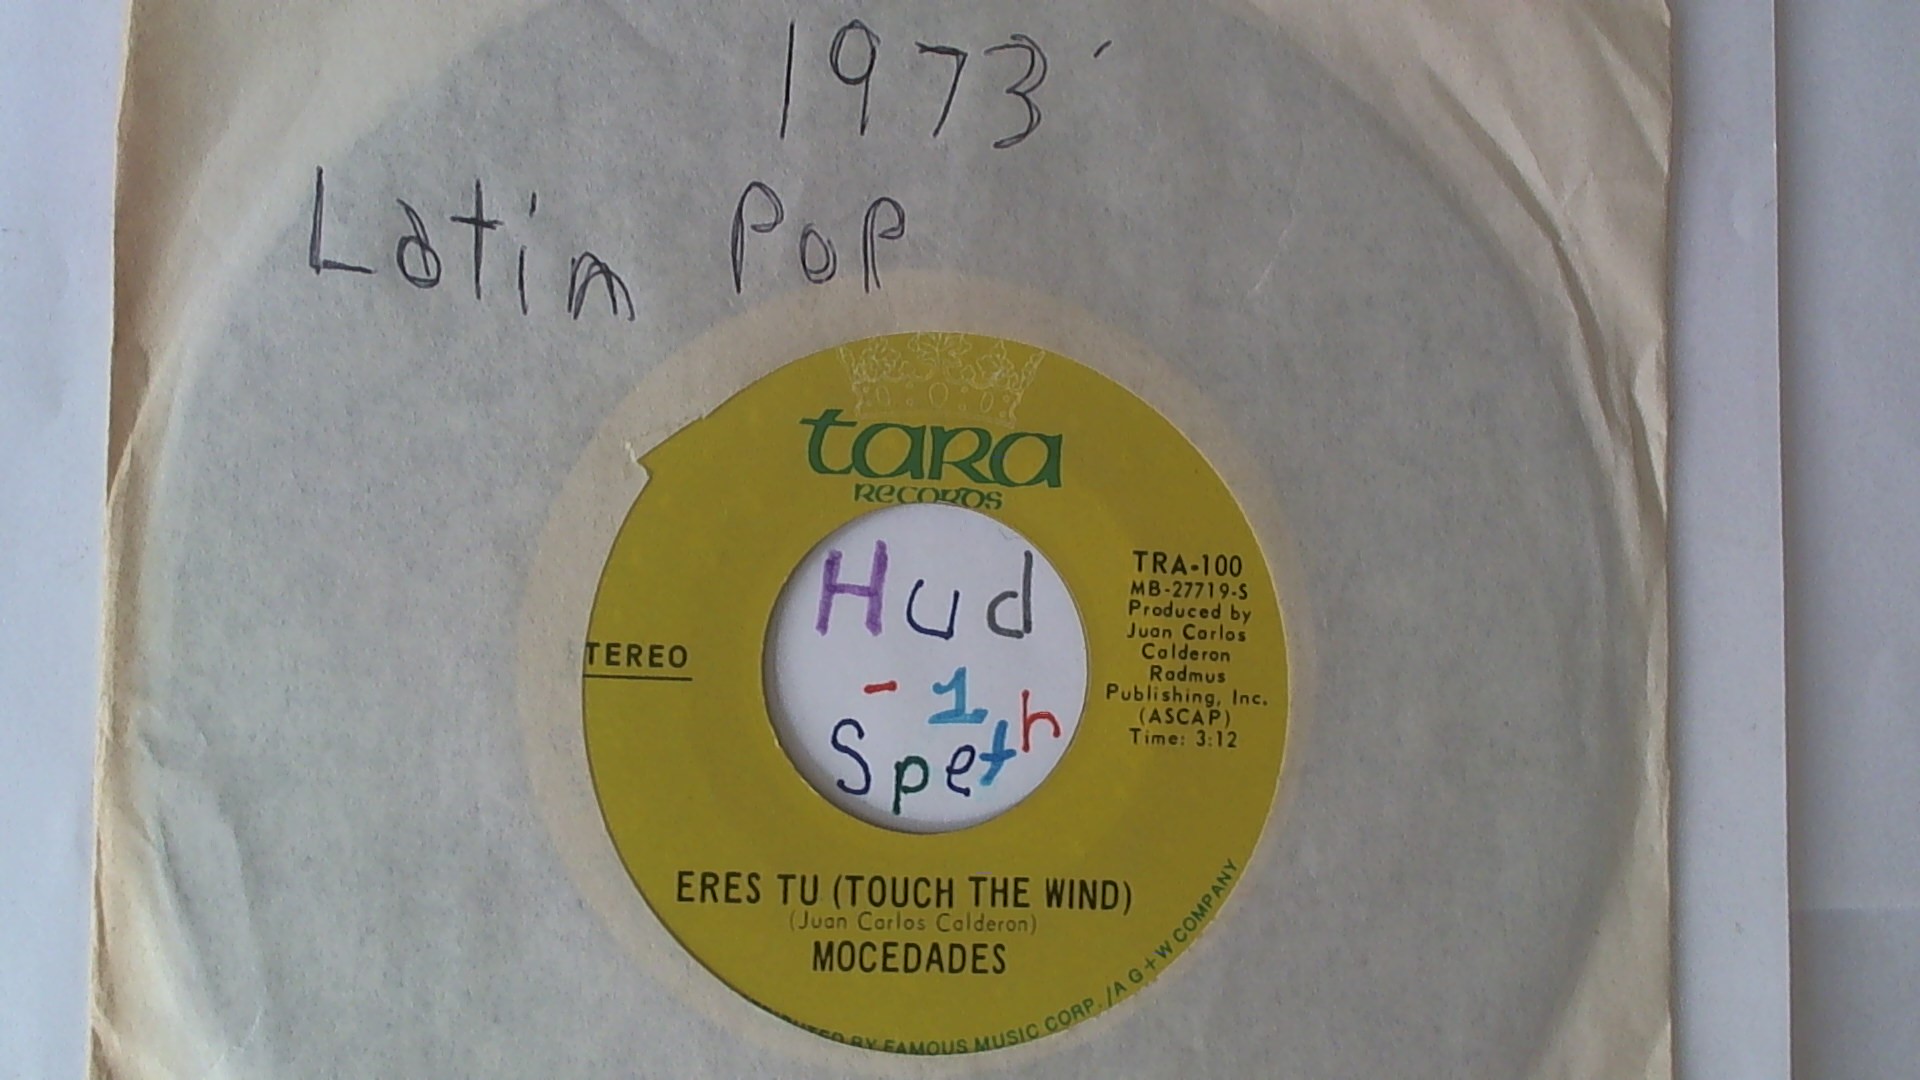 1973'
Latin Pop
tara
RECORDS
Hud
-1
Speth
TEREO
TRA-100
MB-27719-S
Produced by
Juan Carlos
Calderon
Radmus
Publishing, Inc.
(ASCAP)
Time: 3:12
ERES TU (TOUCH THE WIND)
(Juan Carlos Calderon)
MOCEDADES
BY FAMOUS MUSIC CORP./A G+W COMPANY